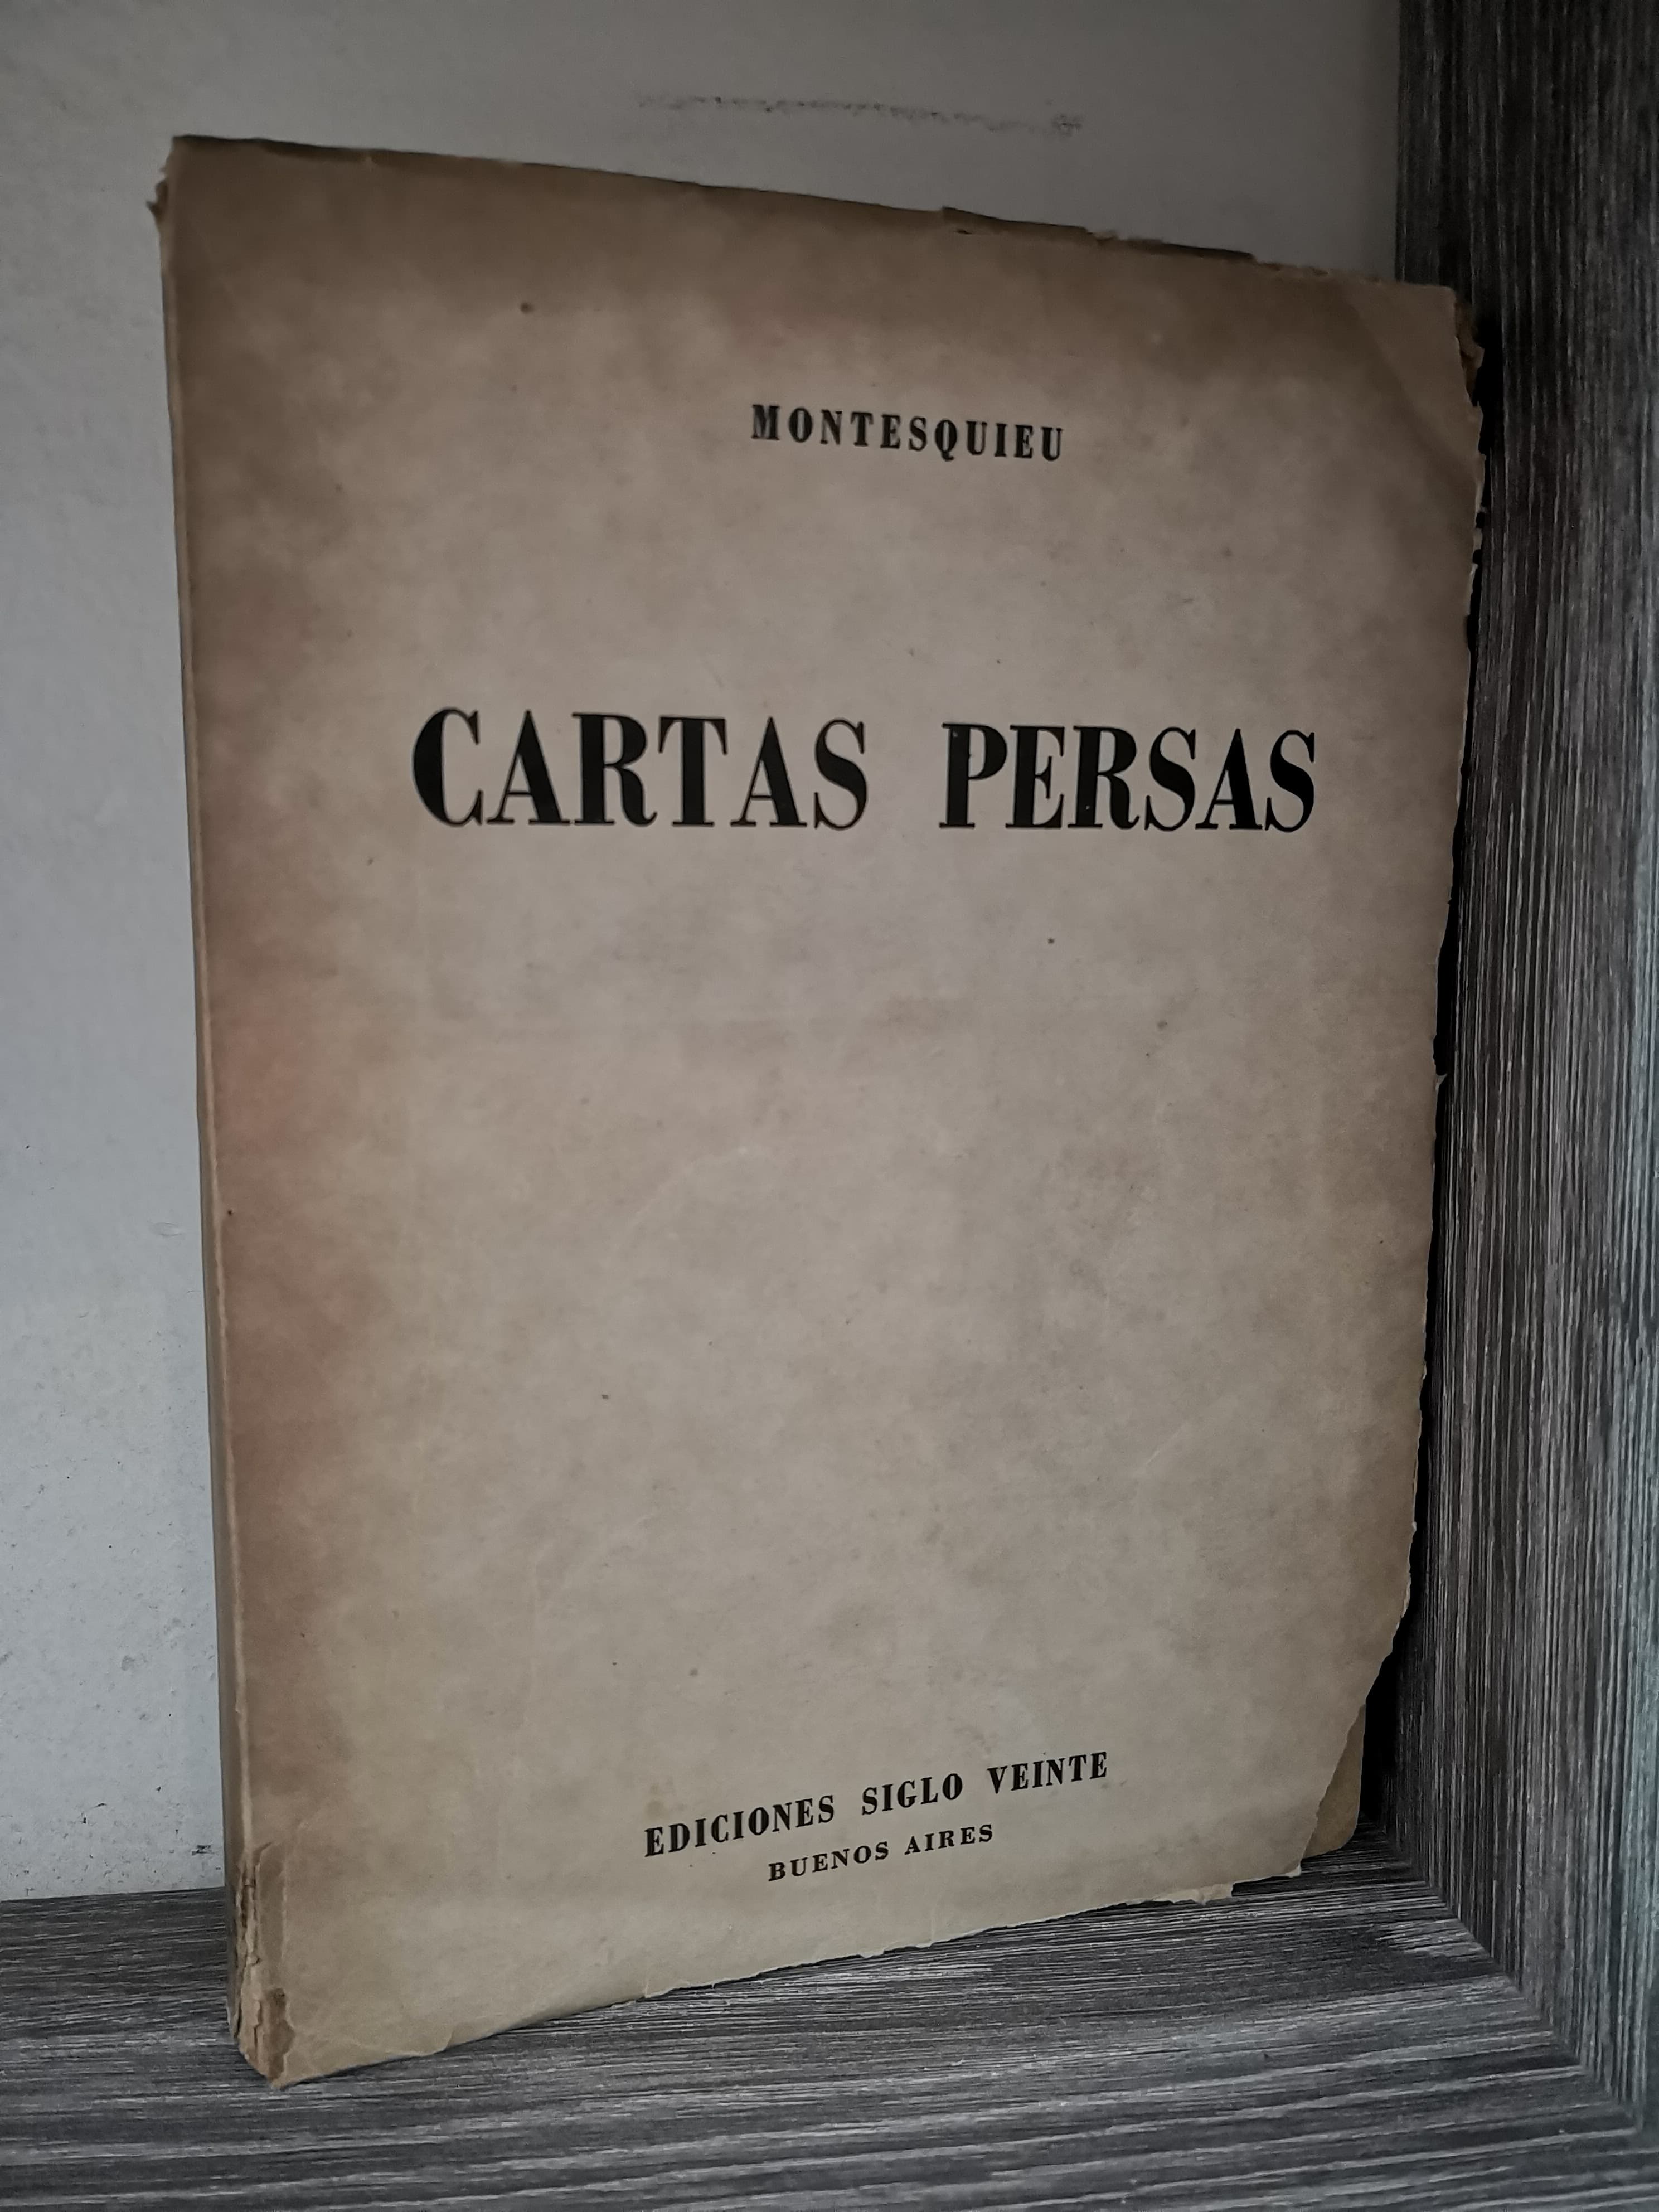 MONTESQUIEU
CARTAS PERSAS
EDICIONES SIGLO VEINTE
BUENOS AIRES